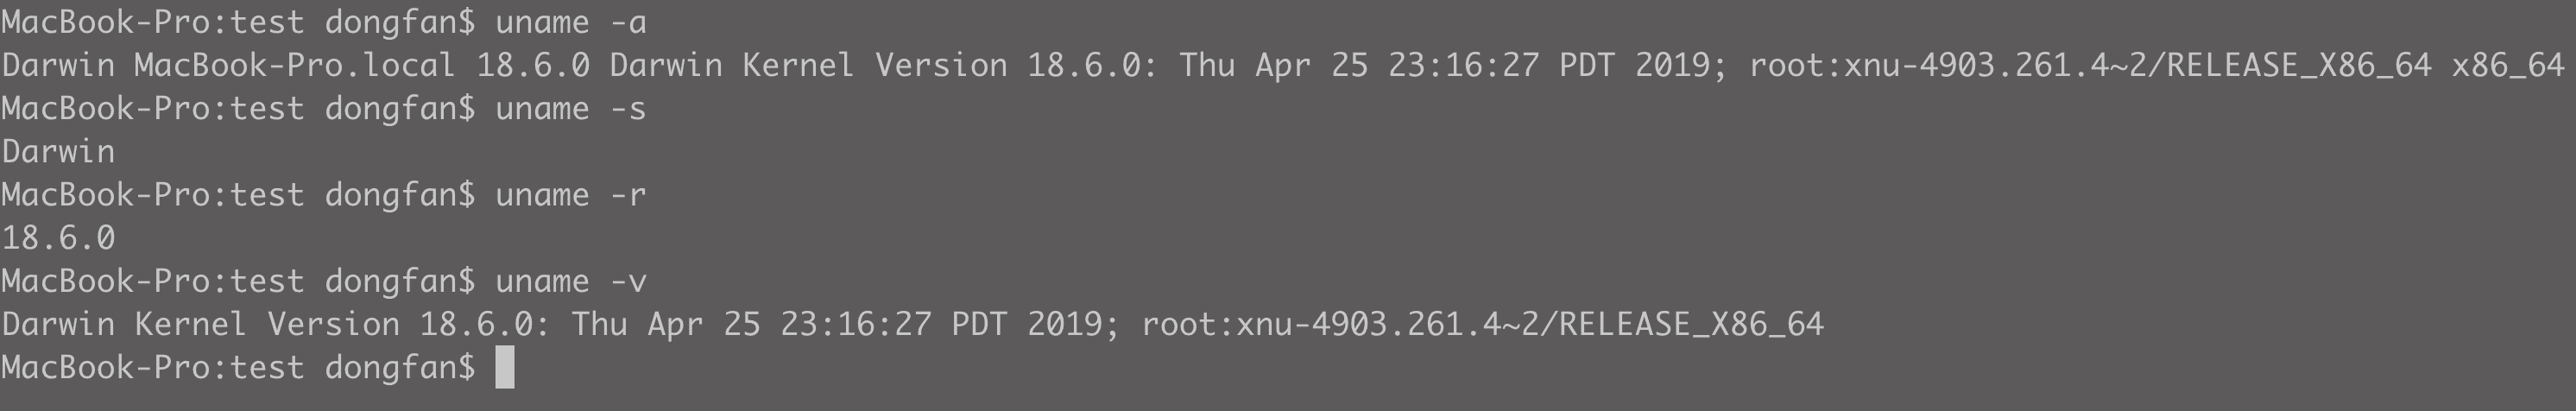 MacBook-Pro:test dongfan$ uname -a
Darwin MacBook-Pro.local 18.6.0 Darwin Kernel Version 18.6.0: Thu Apr 25 23:16:27 PDT 2019; root:xnu-4903.261.4~2/RELEASE_X86_64 x86_64
MacBook-Pro:test dongfan$ uname -s
Darwin
MacBook-Pro:test dongfan$ uname -r
18.6.0
MacBook-Pro:test dongfan$ uname -v
Darwin Kernel Version 18.6.0: Thu Apr 25 23:16:27 PDT 2019; root:xnu-4903.261.4~2/RELEASE_X86_64
MacBook-Pro:test dongfan$